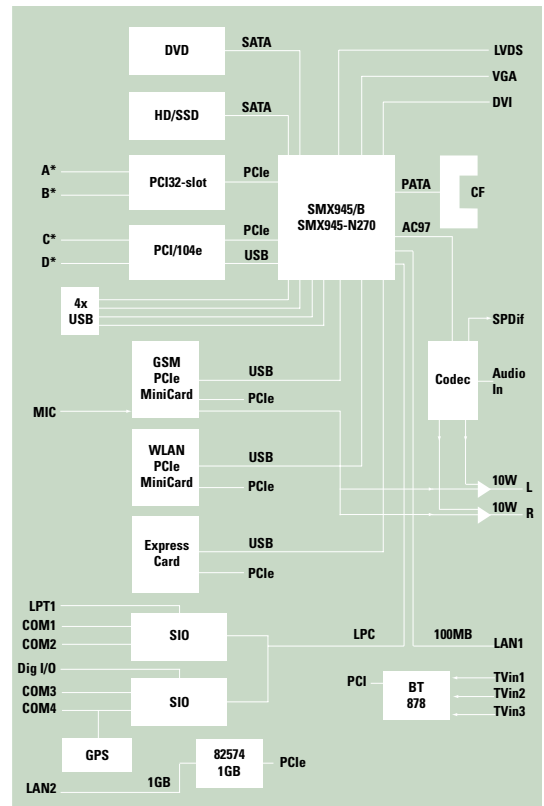 DVD
SATA
LVDS
VGA
DVI
HD/SSD
SATA
A*
B*
PCI32-slot
PCIe
SMX945/B
SMX945-N270
PATA
CF
AC97
C*
D*
PCI/104e
PCIe
USB
4x
USB
SPDif
Codec
Audio
In
GSM
PCIe
MiniCard
USB
PCIe
MIC
WLAN
PCIe
MiniCard
USB
PCIe
10W
L
10W
R
Express
Card
USB
PCIe
LPT1
COM1
COM2
SIO
LPC
100MB
LAN1
Dig I/O
COM3
COM4
SIO
PCI
BT
878
TVin1
TVin2
TVin3
GPS
LAN2
1GB
82574
1GB
PCIe